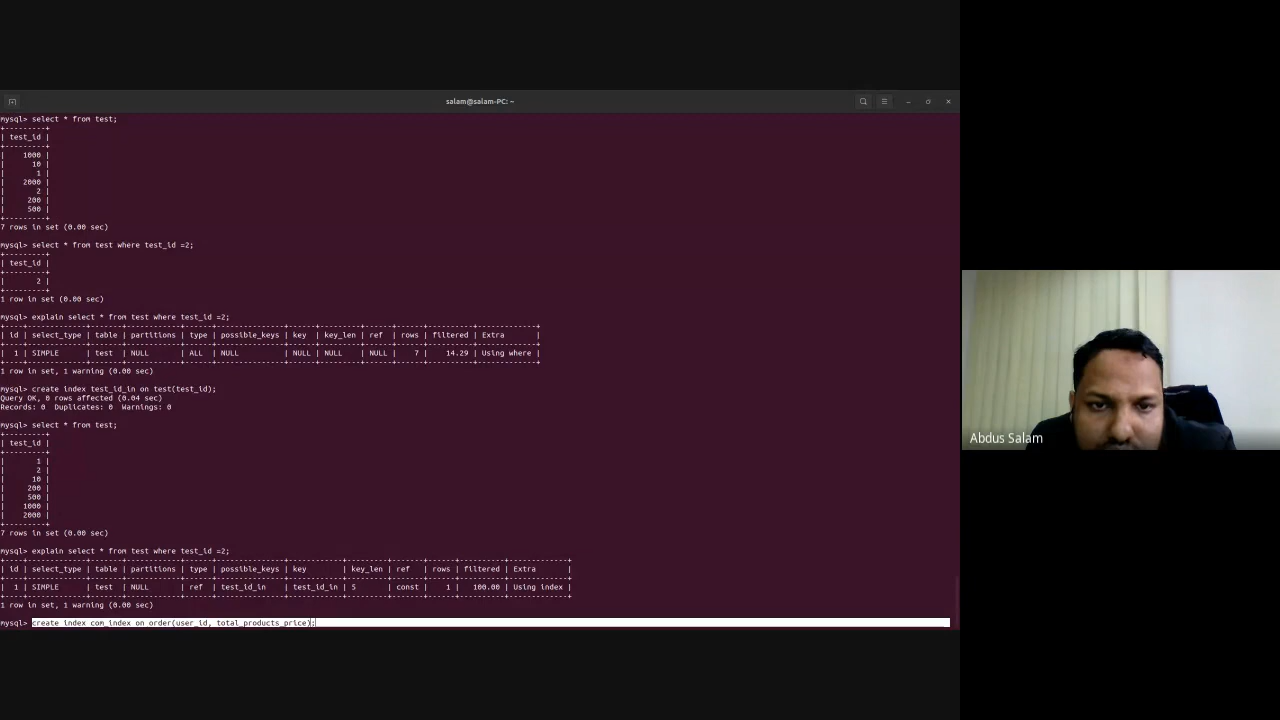 salam@salam-PC: ~
mysql> select * from test;
+---------+
| test_id |
+---------+
|    1000 |
|      10 |
|       1 |
|    2000 |
|       2 |
|     200 |
|     500 |
+---------+
7 rows in set (0.00 sec)
mysql> select * from test where test_id =2;
+---------+
| test_id |
+---------+
|       2 |
+---------+
1 row in set (0.00 sec)
mysql> explain select * from test where test_id =2;
+----+-------------+-------+------------+------+---------------+------+---------+------+------+----------+-------------+
| id | select_type | table | partitions | type | possible_keys | key  | key_len | ref  | rows | filtered | Extra       |
+----+-------------+-------+------------+------+---------------+------+---------+------+------+----------+-------------+
|  1 | SIMPLE      | test  | NULL       | ALL  | NULL          | NULL | NULL    | NULL |    7 |    14.29 | Using where |
+----+-------------+-------+------------+------+---------------+------+---------+------+------+----------+-------------+
1 row in set, 1 warning (0.00 sec)
mysql> create index test_id_in on test(test_id);
Query OK, 0 rows affected (0.04 sec)
Records: 0  Duplicates: 0  Warnings: 0
mysql> select * from test;
+---------+
| test_id |
+---------+
|       1 |
|       2 |
|      10 |
|     200 |
|     500 |
|    1000 |
|    2000 |
+---------+
7 rows in set (0.00 sec)
mysql> explain select * from test where test_id =2;
+----+-------------+-------+------------+------+---------------+------------+---------+-------+------+----------+-------------+
| id | select_type | table | partitions | type | possible_keys | key        | key_len | ref   | rows | filtered | Extra       |
+----+-------------+-------+------------+------+---------------+------------+---------+-------+------+----------+-------------+
|  1 | SIMPLE      | test  | NULL       | ref  | test_id_in    | test_id_in | 5       | const |    1 |   100.00 | Using index |
+----+-------------+-------+------------+------+---------------+------------+---------+-------+------+----------+-------------+
1 row in set, 1 warning (0.00 sec)
mysql> create index com_index on order(user_id, total_products_price);
Abdus Salam